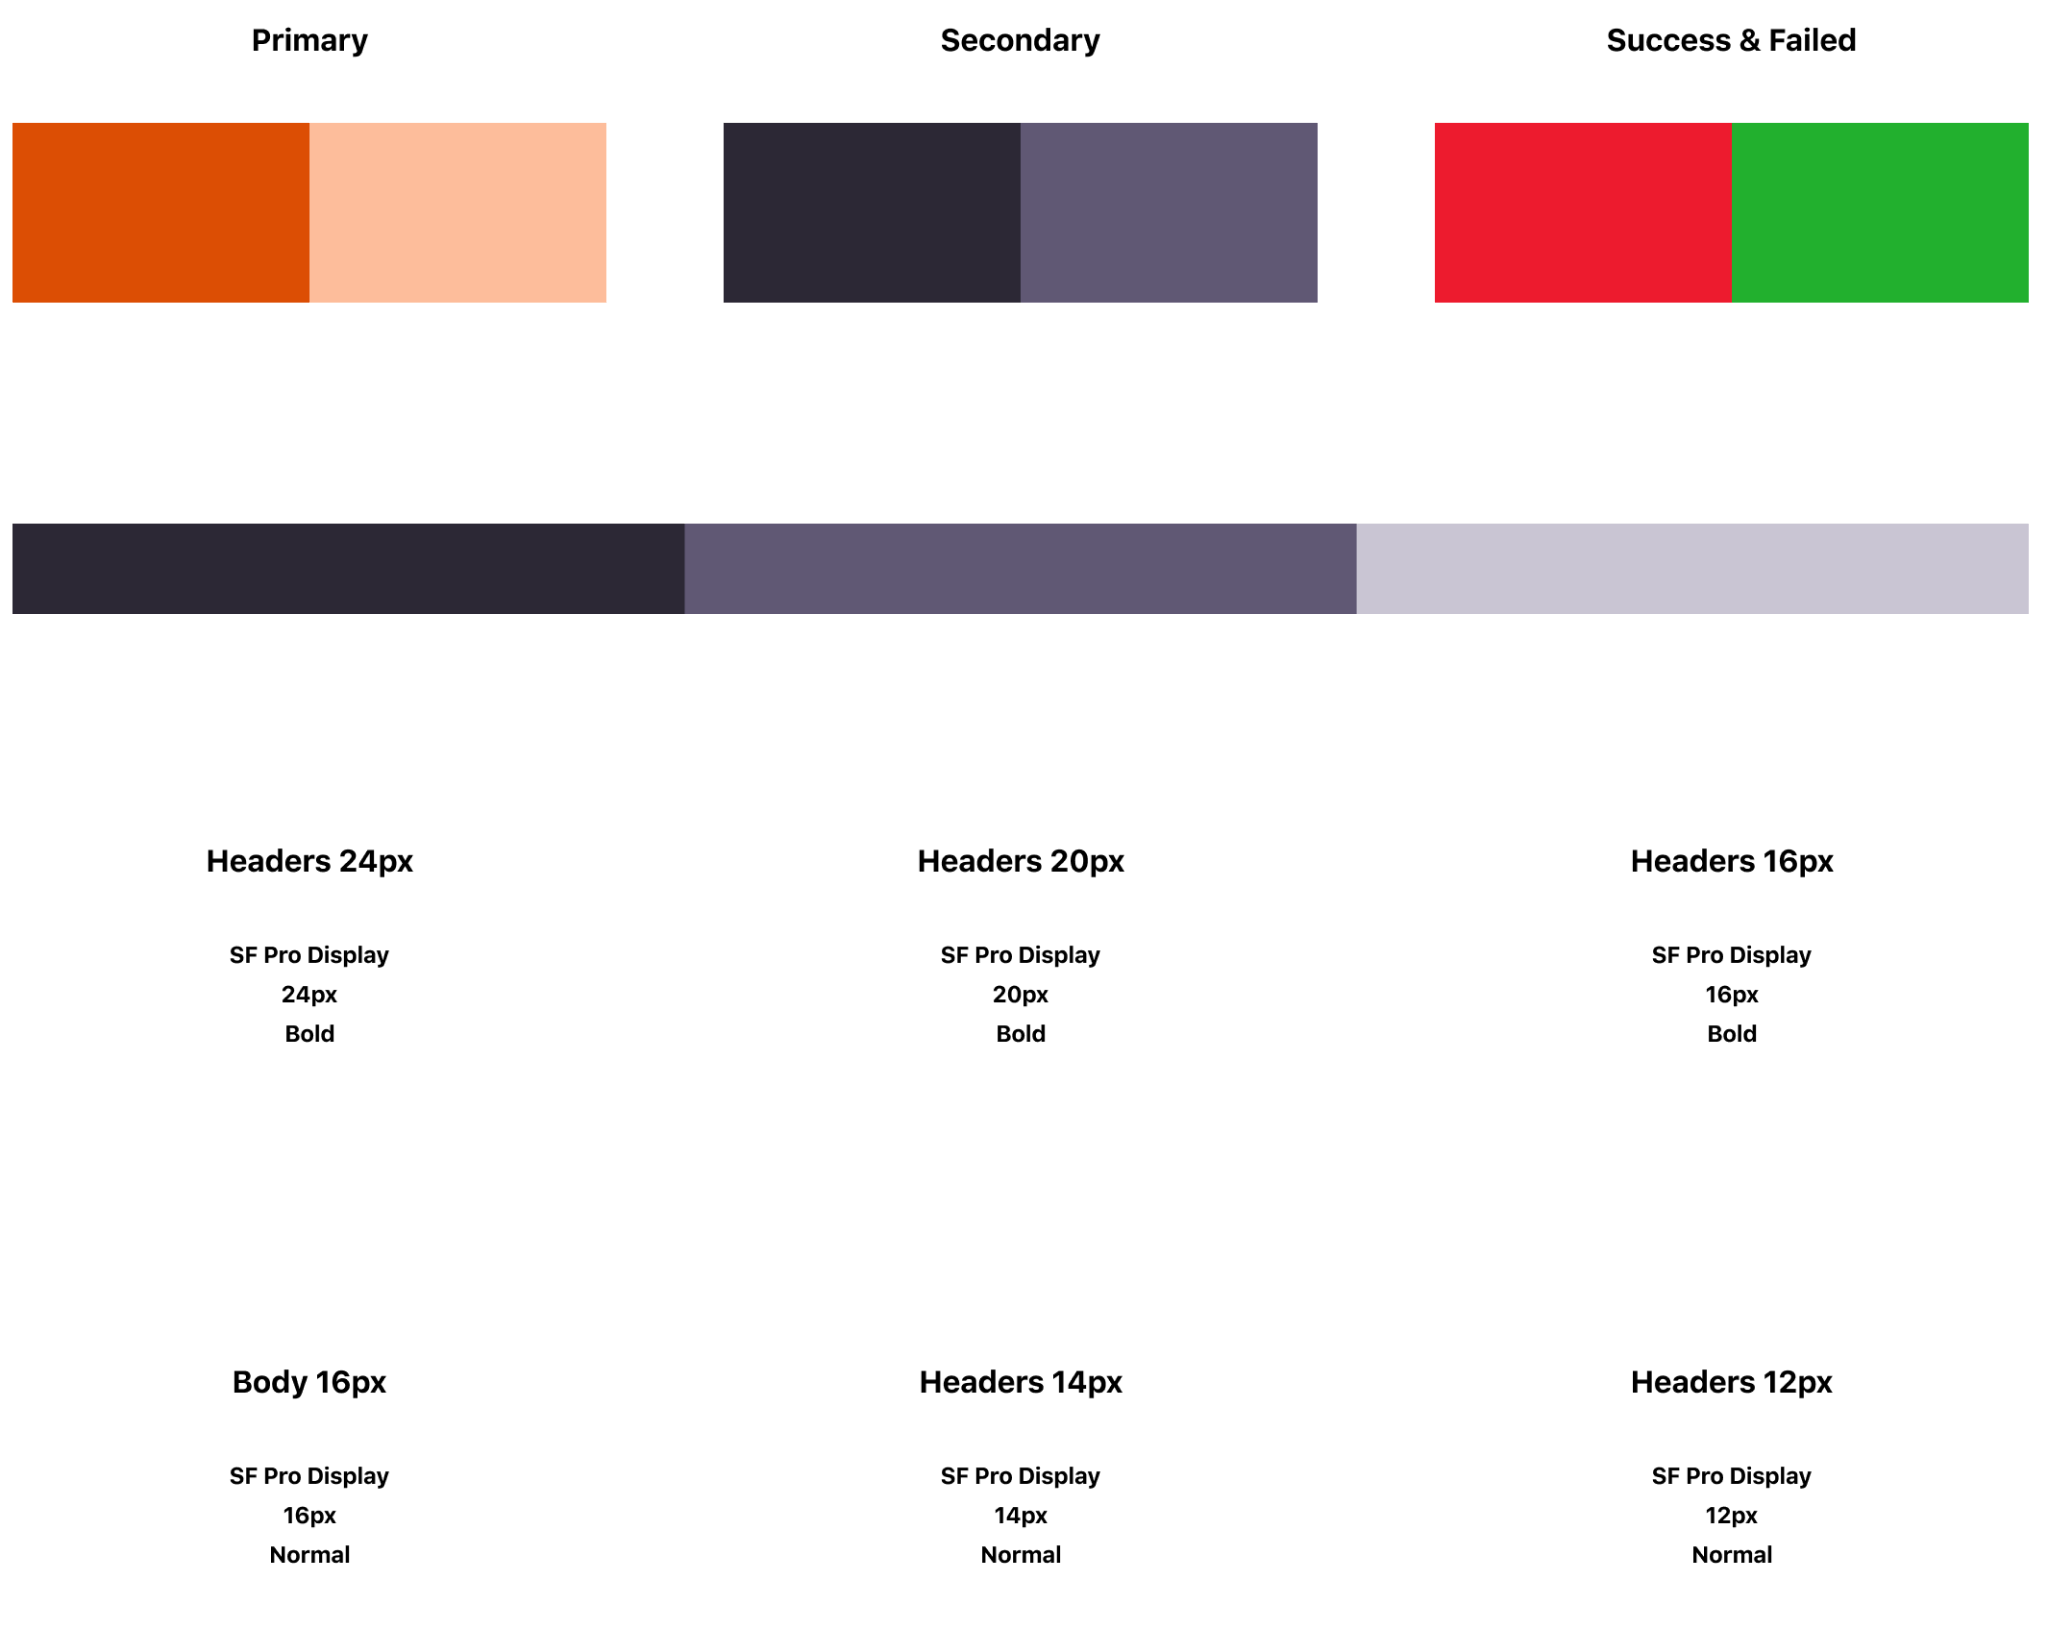 Primary
Secondary
Success & Failed
Headers 24px
Headers 20px
Headers 16px
SF Pro Display
24px
Bold
SF Pro Display
20px
Bold
SF Pro Display
16px
Bold
Body 16px
Headers 14px
Headers 12px
SF Pro Display
16px
Normal
SF Pro Display
14px
Normal
SF Pro Display
12px
Normal